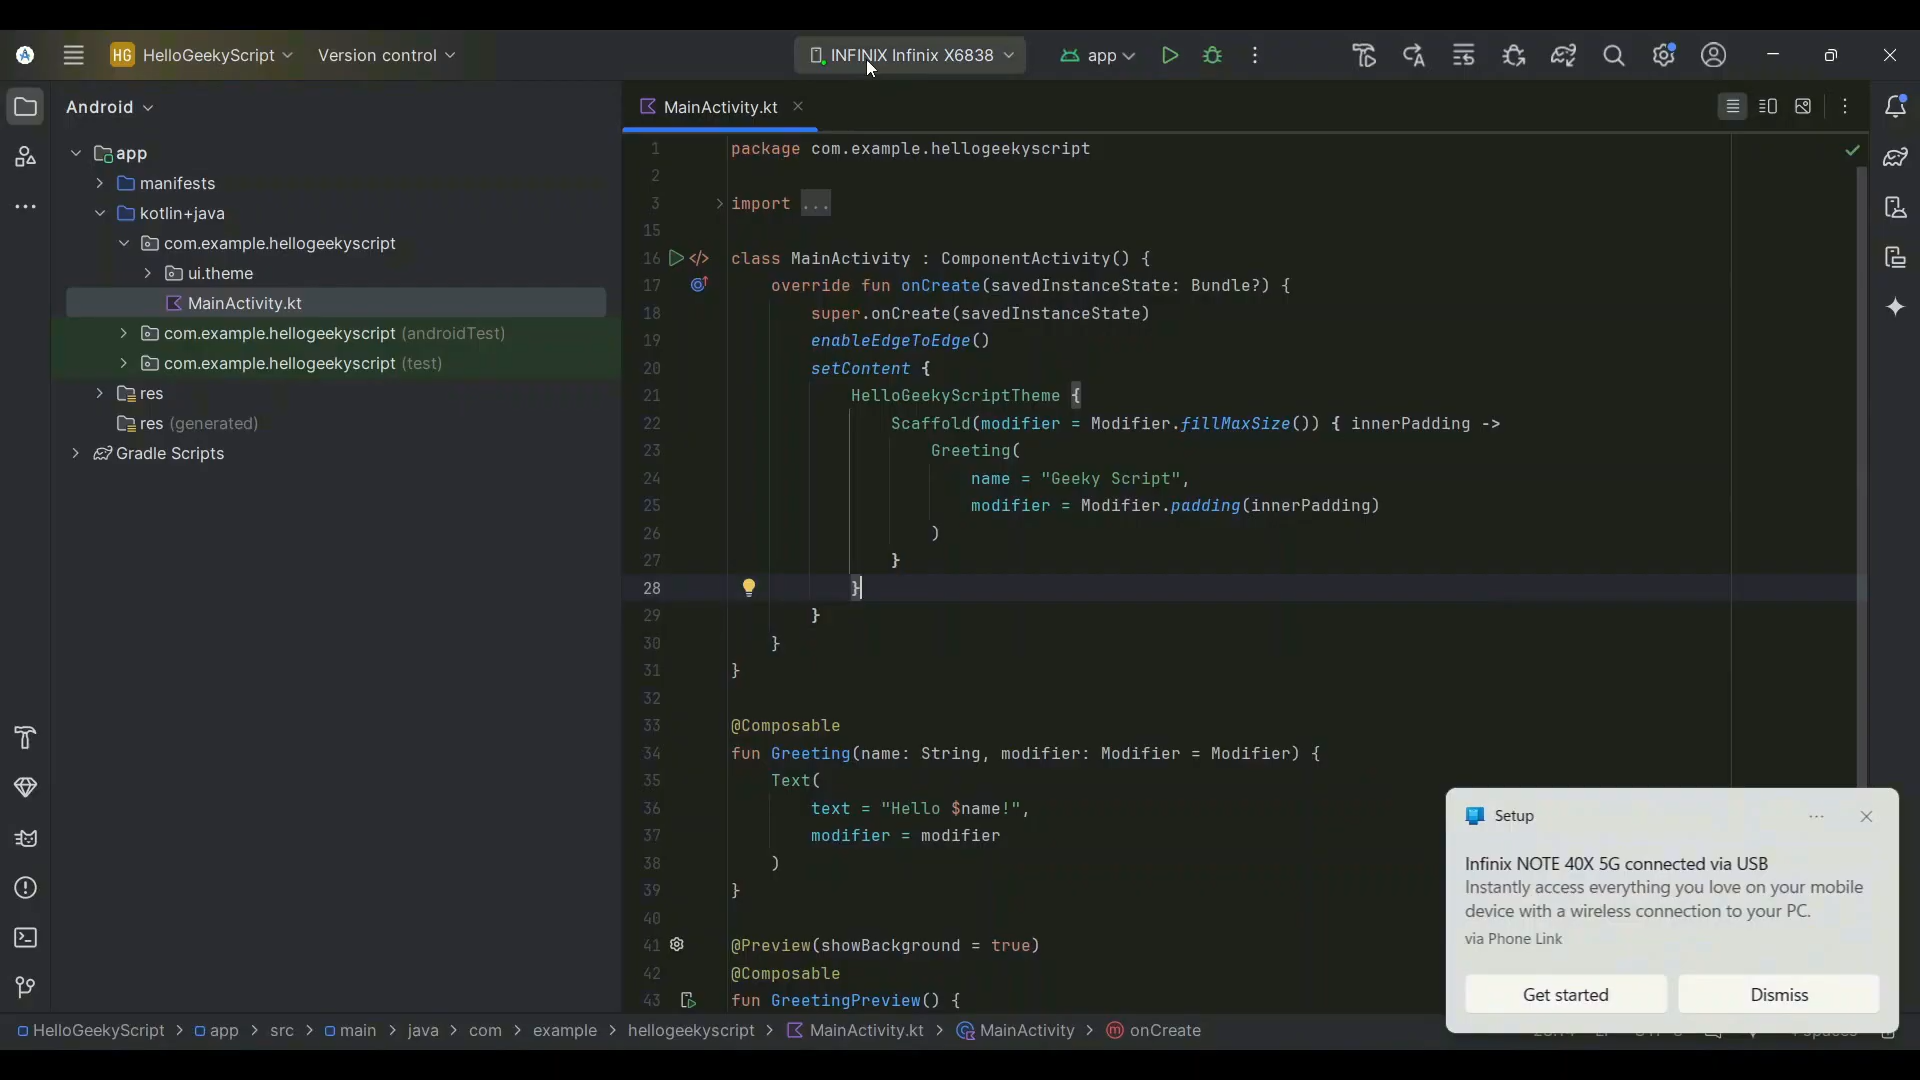 HG HelloGeekyScript Version control INFINIX Infinix X6838 app
Android
MainActivity.kt
app
manifests
kotlin+java
com.example.hellogeekyscript
ui.theme
MainActivity.kt
com.example.hellogeekyscript (androidTest)
com.example.hellogeekyscript (test)
res
res (generated)
Gradle Scripts
1 package com.example.hellogeekyscript
2
3 import ...
15
16 class MainActivity : ComponentActivity() {
17 override fun onCreate(savedInstanceState: Bundle?) {
18 super.onCreate(savedInstanceState)
19 enableEdgeToEdge()
20 setContent {
21 HelloGeekyScriptTheme {
22 Scaffold(modifier = Modifier.fillMaxSize()) { innerPadding ->
23 Greeting(
24 name = "Geeky Script",
25 modifier = Modifier.padding(innerPadding)
26 )
27 }
28 }
29 }
30 }
31 }
32
33 @Composable
34 fun Greeting(name: String, modifier: Modifier = Modifier) {
35 Text(
36 text = "Hello $name!",
37 modifier = modifier
38 )
39 }
40
41 @Preview(showBackground = true)
42 @Composable
43 fun GreetingPreview() {
Setup
Infinix NOTE 40X 5G connected via USB
Instantly access everything you love on your mobile
device with a wireless connection to your PC.
via Phone Link
Get started Dismiss
HelloGeekyScript > app > src > main > java > com > example > hellogeekyscript > MainActivity.kt > MainActivity > onCreate